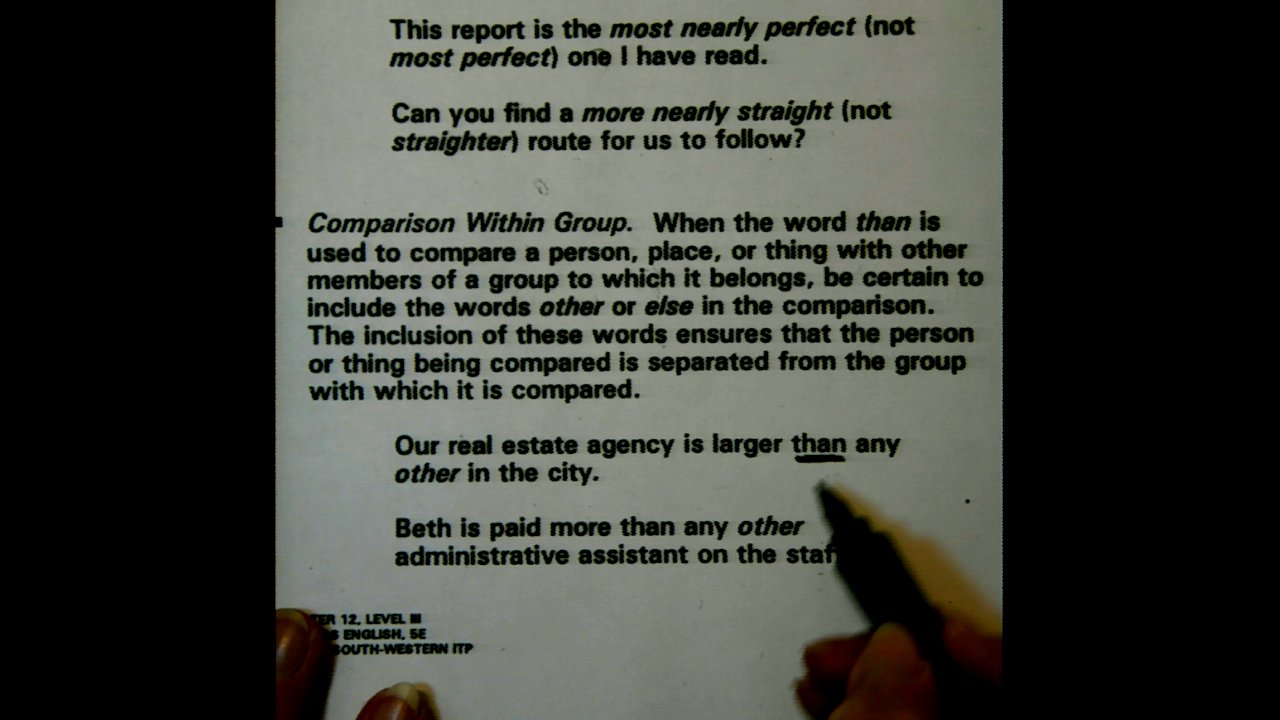 This report is the most nearly perfect (not
most perfect) one I have read.
Can you find a more nearly straight (not
straighter) route for us to follow?
Comparison Within Group. When the word than is
used to compare a person, place, or thing with other
members of a group to which it belongs, be certain to
include the words other or else in the comparison.
The inclusion of these words ensures that the person
or thing being compared is separated from the group
with which it is compared.
Our real estate agency is larger than any
other in the city.
Beth is paid more than any other
administrative assistant on the
12, LEVEL III
ENGLISH, 5E
SOUTH-WESTERN ITP